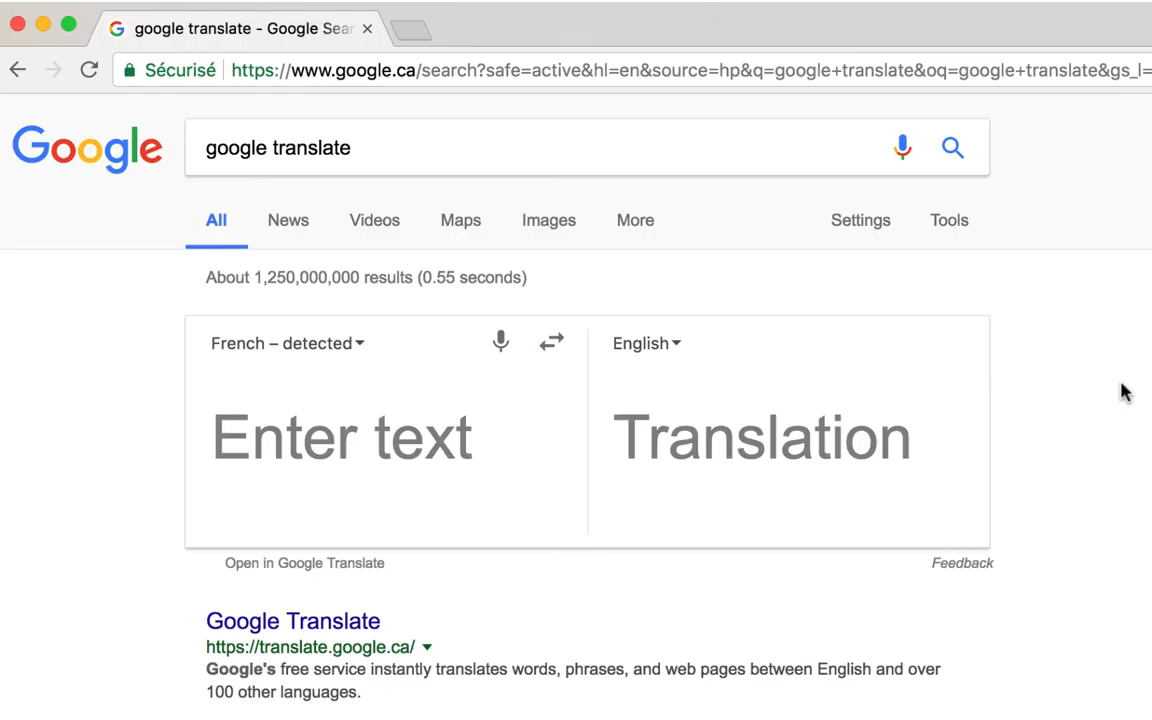 google translate - Google Sear
Sécurisé https://www.google.ca/search?safe=active&hl=en&source=hp&q=google+translate&oq=google+translate&gs_l=
Google google translate
All News Videos Maps Images More Settings Tools
About 1,250,000,000 results (0.55 seconds)
French – detected English
Enter text Translation
Open in Google Translate Feedback
Google Translate
https://translate.google.ca/
Google's free service instantly translates words, phrases, and web pages between English and over
100 other languages.